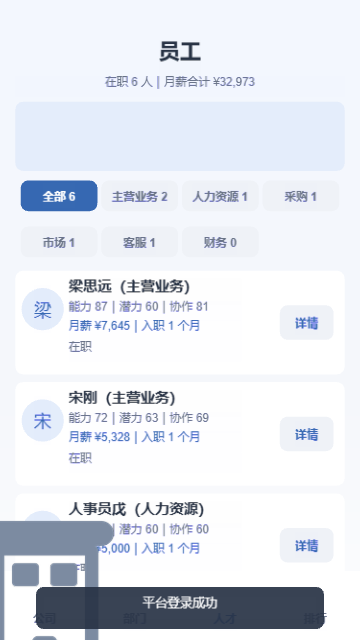 员工
在职 6 人 | 月薪合计 ¥32,973
全部 6
主营业务 2
人力资源 1
采购 1
市场 1
客服 1
财务 0
梁
梁思远（主营业务）
能力 87 | 潜力 60 | 协作 81
月薪 ¥7,645 | 入职 1 个月
在职
详情
宋
宋刚（主营业务）
能力 72 | 潜力 63 | 协作 69
月薪 ¥5,328 | 入职 1 个月
在职
详情
人事员戊（人力资源）
潜力 60 | 协作 60
¥5,000 | 入职 1 个月
详情
平台登录成功
公司
部门
人才